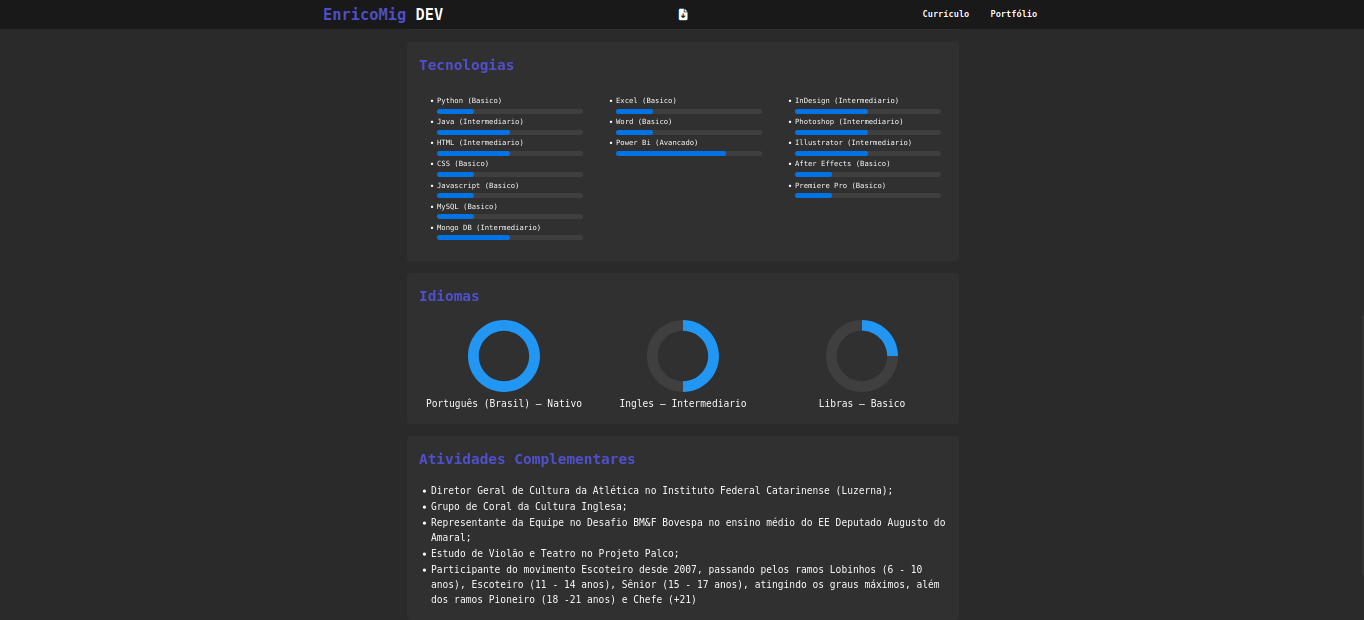 EnricoMig DEV
Currículo
Portfólio
Tecnologias
• Python (Basico)
• Java (Intermediario)
• HTML (Intermediario)
• CSS (Basico)
• Javascript (Basico)
• MySQL (Basico)
• Mongo DB (Intermediario)
• Excel (Basico)
• Word (Basico)
• Power Bi (Avancado)
• InDesign (Intermediario)
• Photoshop (Intermediario)
• Illustrator (Intermediario)
• After Effects (Basico)
• Premiere Pro (Basico)
Idiomas
Português (Brasil) – Nativo
Ingles – Intermediario
Libras – Basico
Atividades Complementares
• Diretor Geral de Cultura da Atlética no Instituto Federal Catarinense (Luzerna);
• Grupo de Coral da Cultura Inglesa;
• Representante da Equipe no Desafio BM&F Bovespa no ensino médio do EE Deputado Augusto do
Amaral;
• Estudo de Violão e Teatro no Projeto Palco;
• Participante do movimento Escoteiro desde 2007, passando pelos ramos Lobinhos (6 - 10
anos), Escoteiro (11 - 14 anos), Sênior (15 - 17 anos), atingindo os graus máximos, além
dos ramos Pioneiro (18 -21 anos) e Chefe (+21)